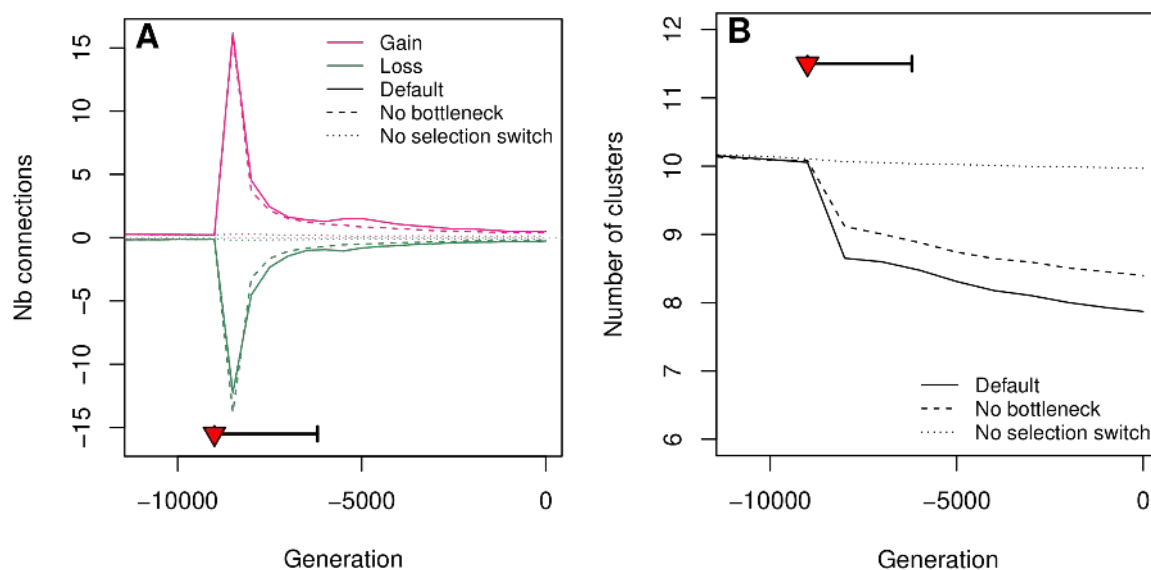 A
Gain
Loss
Default
No bottleneck
No selection switch
15
10
5
0
−5
−10
−15
Nb connections
−10000
−5000
0
Generation
B
12
11
10
9
8
7
6
Number of clusters
Default
No bottleneck
No selection switch
−10000
−5000
0
Generation